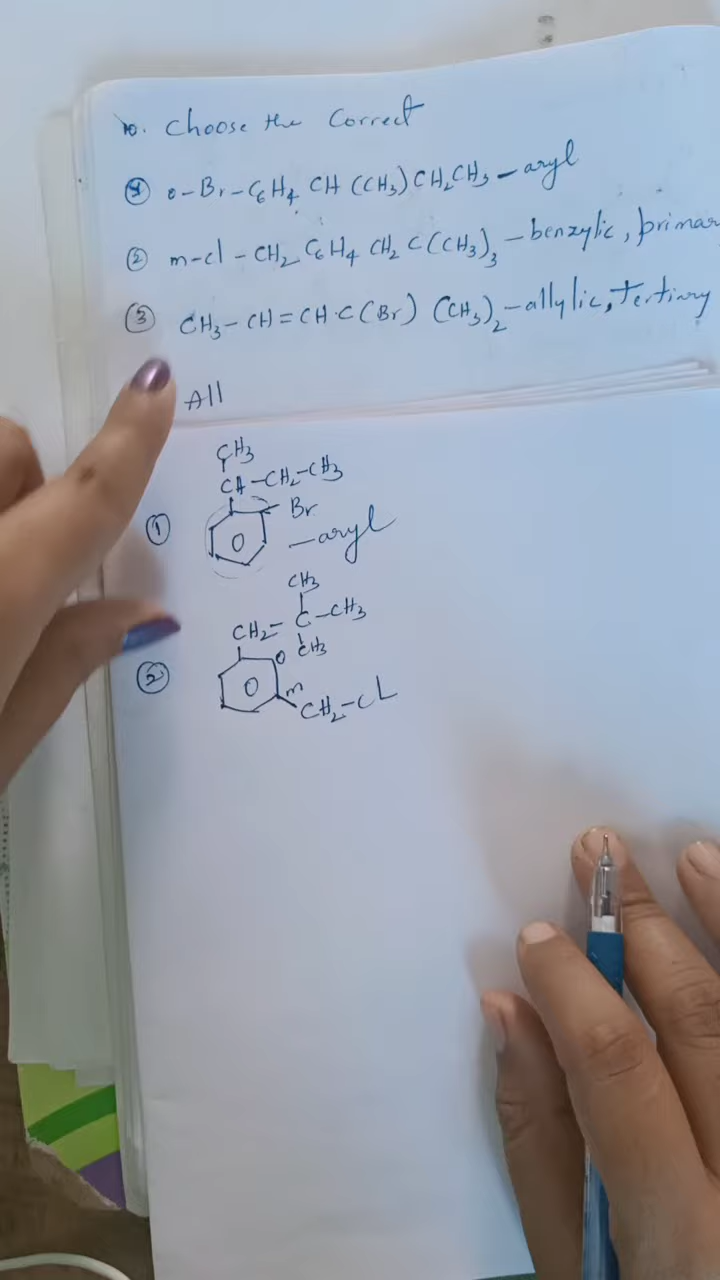 10. Choose the Correct
① o-Br-C₆H₄ CH (CH₃) CH₂CH₃ - aryl
② m-cl-CH₂ C₆H₄ CH₂ C(CH₃)₃ - benzylic, primar
③ CH₃-CH=CH·C(Br) (CH₃)₂ - allylic, Tertiary
All
CH₃
CH-CH₂-CH₃
① Br
O - aryl
CH₃
CH₂- C-CH₃
O CH₃
② O m
CH₂-CL